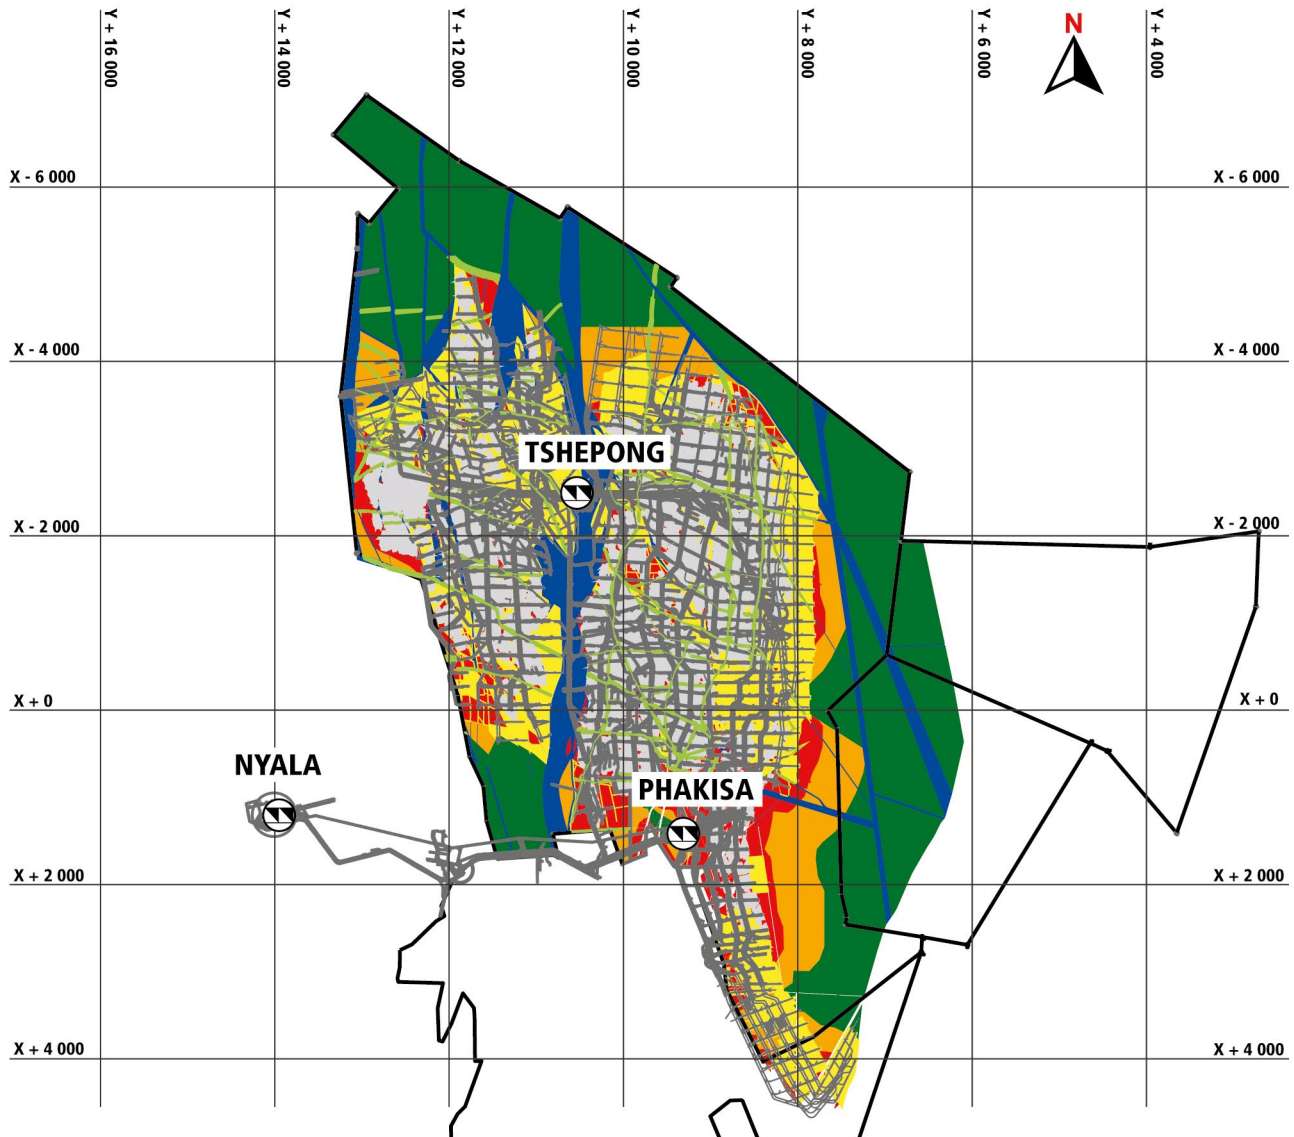 Y + 16 000
Y + 14 000
Y + 12 000
Y + 10 000
Y + 8 000
Y + 6 000
Y + 4 000
N
X - 6 000
X - 6 000
X - 4 000
X - 4 000
TSHEPONG
X - 2 000
X - 2 000
X + 0
X + 0
NYALA
PHAKISA
X + 2 000
X + 2 000
X + 4 000
X + 4 000